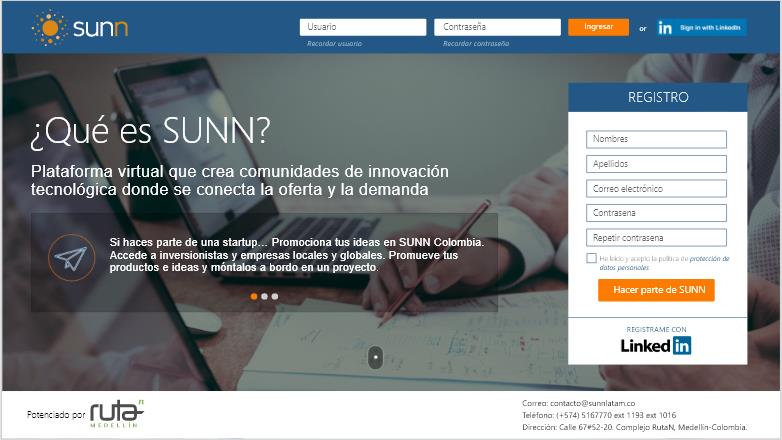 sunn
Usuario
Contraseña
Ingresar
or
in Sign in with LinkedIn
Recordar usuario
Recordar contraseña
¿Qué es SUNN?
Plataforma virtual que crea comunidades de innovación
tecnológica donde se conecta la oferta y la demanda
Si haces parte de una startup... Promociona tus ideas en SUNN Colombia.
Accede a inversionistas y empresas locales y globales. Promueve tus
productos e ideas y móntalos a bordo en un proyecto.
REGISTRO
Nombres
Apellidos
Correo electrónico
Contrasena
Repetir contrasena
He leído y acepto la política de protección de
datos personales
Hacer parte de SUNN
REGISTRAME CON
Linked in
Potenciado por
ruta n
MEDELLÍN
Correo: contacto@sunnlatam.co
Teléfono: (+574) 5167770 ext 1193 ext 1016
Dirección: Calle 67#52-20. Complejo RutaN, Medellín-Colombia.